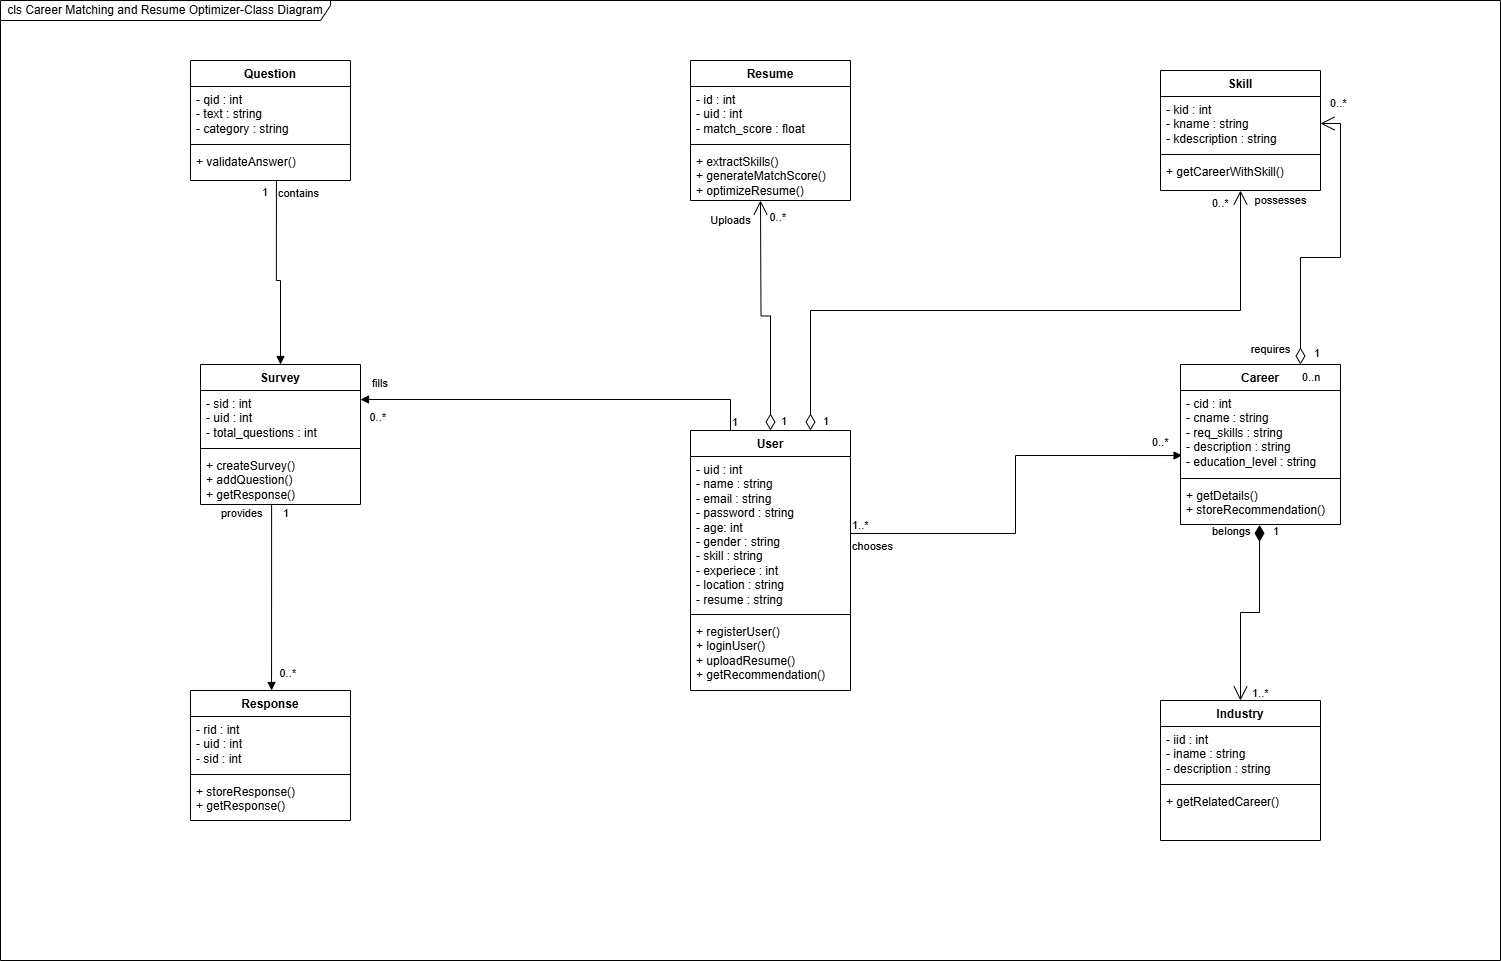 cls Career Matching and Resume Optimizer-Class Diagram
Question
- qid : int
- text : string
- category : string
+ validateAnswer()
1
contains
Resume
- id : int
- uid : int
- match_score : float
+ extractSkills()
+ generateMatchScore()
+ optimizeResume()
Uploads
0..*
Skill
- kid : int
- kname : string
- kdescription : string
+ getCareerWithSkill()
0..*
0..*
possesses
Survey
- sid : int
- uid : int
- total_questions : int
+ createSurvey()
+ addQuestion()
+ getResponse()
provides
1
fills
0..*
1
1
1
User
- uid : int
- name : string
- email : string
- password : string
- age: int
- gender : string
- skill : string
- experiece : int
- location : string
- resume : string
+ registerUser()
+ loginUser()
+ uploadResume()
+ getRecommendation()
1..*
chooses
0..*
requires
1
Career
0..n
- cid : int
- cname : string
- req_skills : string
- description : string
- education_level : string
+ getDetails()
+ storeRecommendation()
belongs
1
0..*
Response
- rid : int
- uid : int
- sid : int
+ storeResponse()
+ getResponse()
1..*
Industry
- iid : int
- iname : string
- description : string
+ getRelatedCareer()